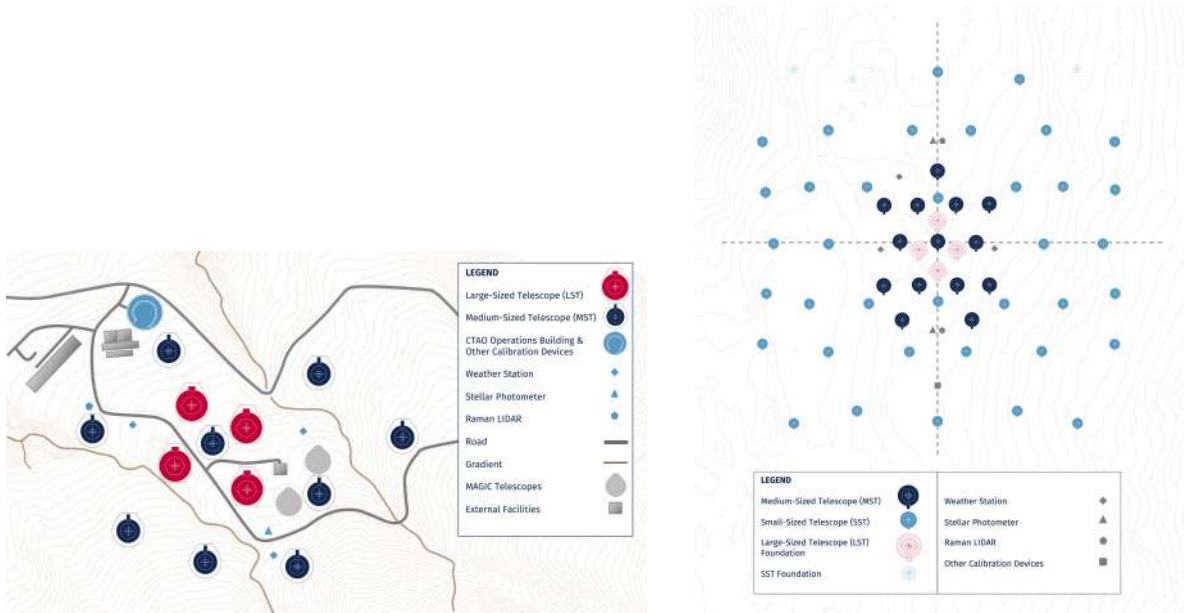 LEGEND
Large-Sized Telescope (LST)
Medium-Sized Telescope (MST)
CTAO Operations Building &
Other Calibration Devices
Weather Station
Stellar Photometer
Raman LIDAR
Road
Gradient
MAGIC Telescopes
External Facilities
LEGEND
Medium-Sized Telescope (MST)
Small-Sized Telescope (SST)
Large-Sized Telescope (LST)
Foundation
SST Foundation
Weather Station
Stellar Photometer
Raman LIDAR
Other Calibration Devices